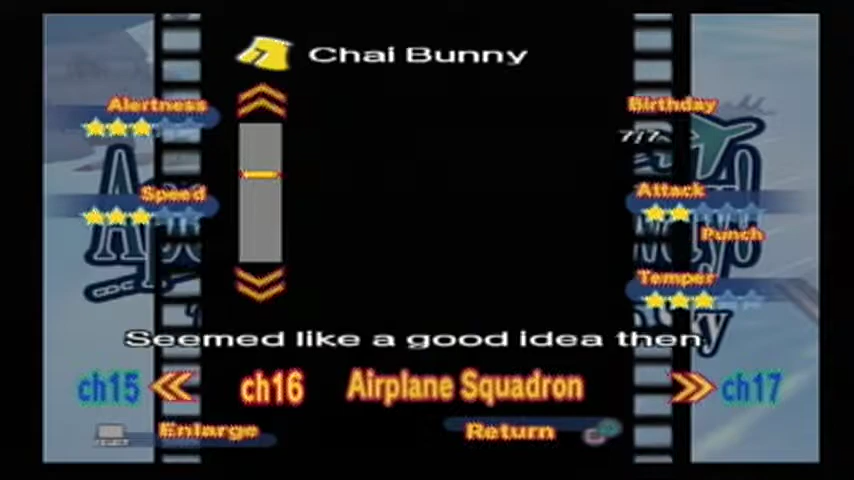 7
Chai Bunny
Alertness
Birthday
7/7
Speed
Attack
Punch
Temper
Seemed like a good idea then
ch15 ch16 Airplane Squadron ch17
Enlarge Return